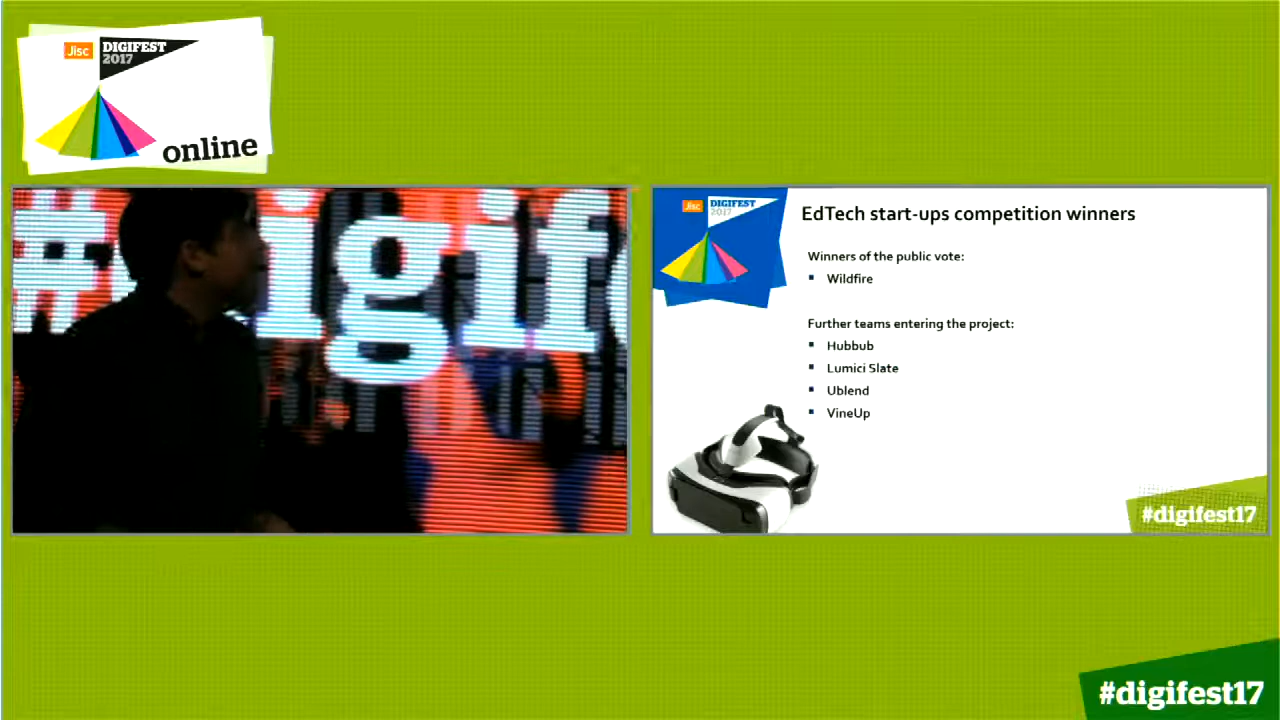 Jisc DIGIFEST
2017
online
#digif
Jisc DIGIFEST
2017
EdTech start-ups competition winners
Winners of the public vote:
Wildfire
Further teams entering the project:
Hubbub
Lumici Slate
Ublend
VineUp
#digifest17
#digifest17